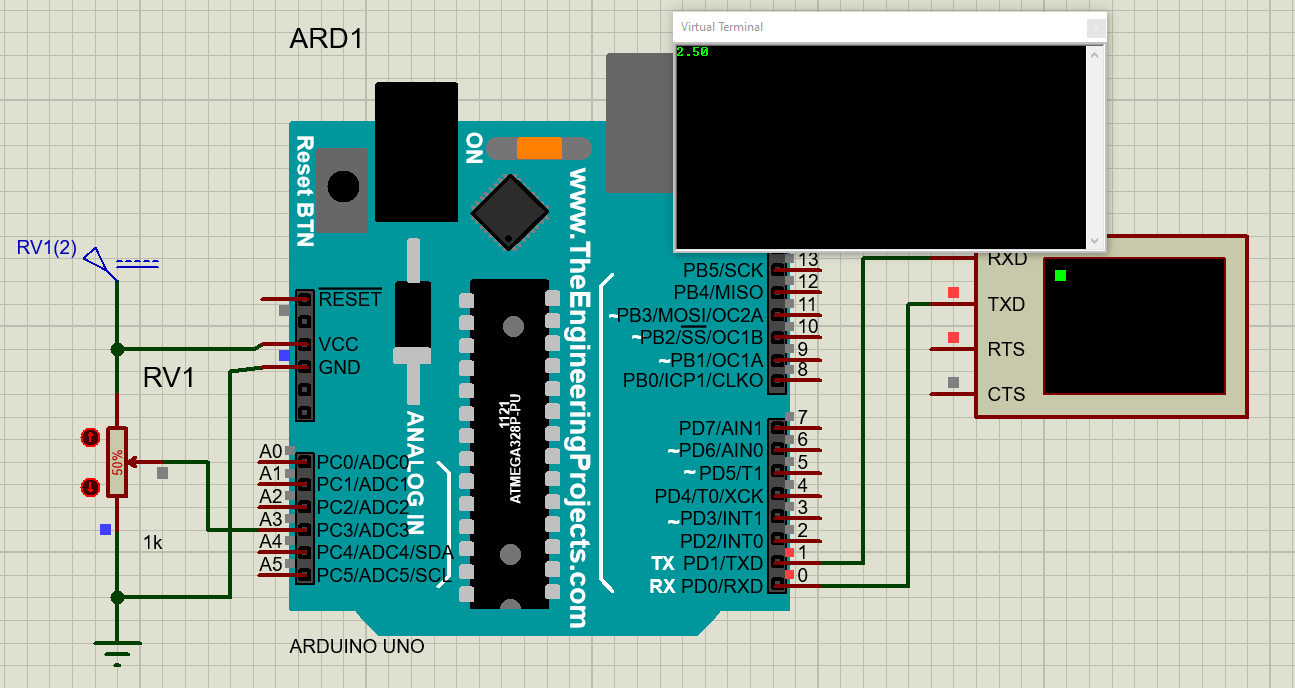 ARD1
Virtual Terminal
2.50
Reset BTN
ON
www.TheEngineeringProjects.com
RV1(2)
RESET
VCC
GND
RV1
50%
1k
ANALOG IN
1121
ATMEGA328P-PU
A0 PC0/ADC0
A1 PC1/ADC1
A2 PC2/ADC2
A3 PC3/ADC3
A4 PC4/ADC4/SDA
A5 PC5/ADC5/SCL
PB5/SCK 13
PB4/MISO 12
~PB3/MOSI/OC2A 11
~PB2/SS/OC1B 10
~PB1/OC1A 9
PB0/ICP1/CLKO 8
PD7/AIN1 7
~PD6/AIN0 6
~PD5/T1 5
PD4/T0/XCK 4
~PD3/INT1 3
PD2/INT0 2
TX PD1/TXD 1
RX PD0/RXD 0
RXD
TXD
RTS
CTS
ARDUINO UNO